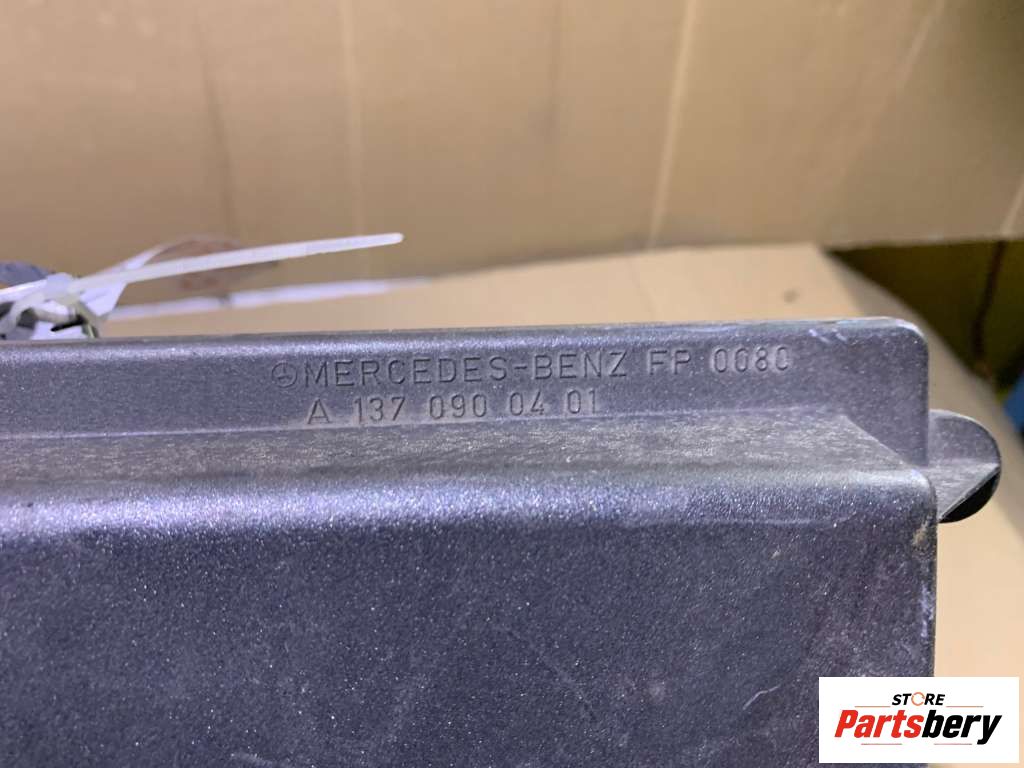 MERCEDES-BENZ FP 0080
A 137 090 04 01
STORE
Partsbery